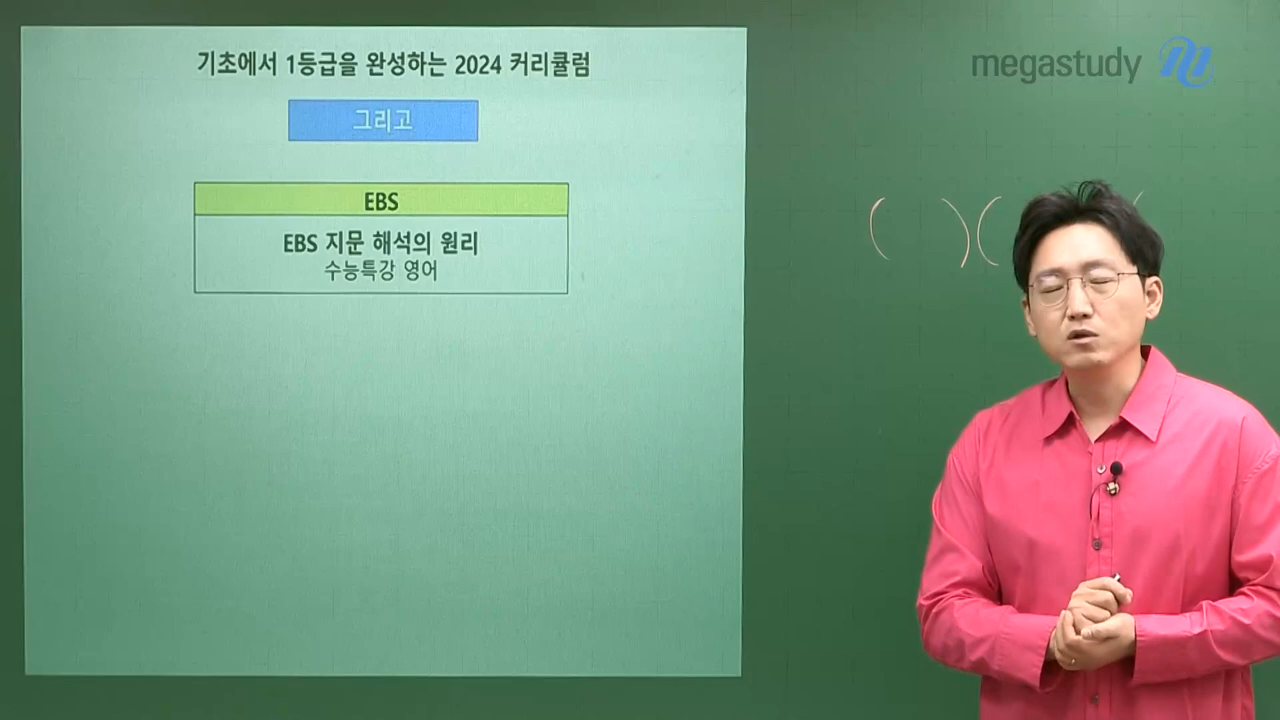 기초에서 1등급을 완성하는 2024 커리큘럼
그리고
EBS
EBS 지문 해석의 원리
수능특강 영어
megastudy